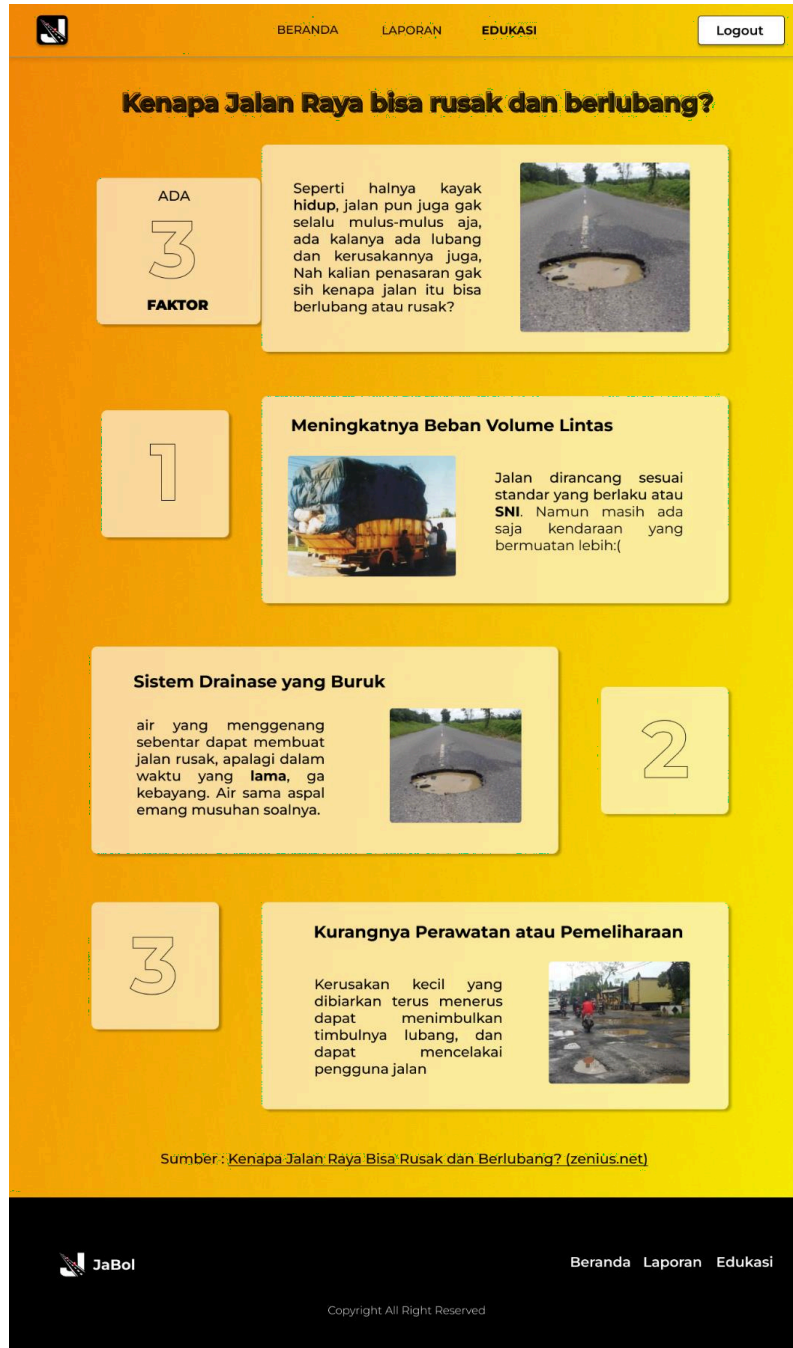 BERANDA LAPORAN EDUKASI Logout
Kenapa Jalan Raya bisa rusak dan berlubang?
ADA
3
FAKTOR
Seperti halnya kayak
hidup, jalan pun juga gak
selalu mulus-mulus aja,
ada kalanya ada lubang
dan kerusakannya juga,
Nah kalian penasaran gak
sih kenapa jalan itu bisa
berlubang atau rusak?
1
Meningkatnya Beban Volume Lintas
Jalan dirancang sesuai
standar yang berlaku atau
SNI. Namun masih ada
saja kendaraan yang
bermuatan lebih:(
Sistem Drainase yang Buruk
air yang menggenang
sebentar dapat membuat
jalan rusak, apalagi dalam
waktu yang lama, ga
kebayang. Air sama aspal
emang musuhan soalnya.
2
3
Kurangnya Perawatan atau Pemeliharaan
Kerusakan kecil yang
dibiarkan terus menerus
dapat menimbulkan
timbulnya lubang, dan
dapat mencelakai
pengguna jalan
Sumber : Kenapa Jalan Raya Bisa Rusak dan Berlubang? (zenius.net)
JaBol
Beranda Laporan Edukasi
Copyright All Right Reserved